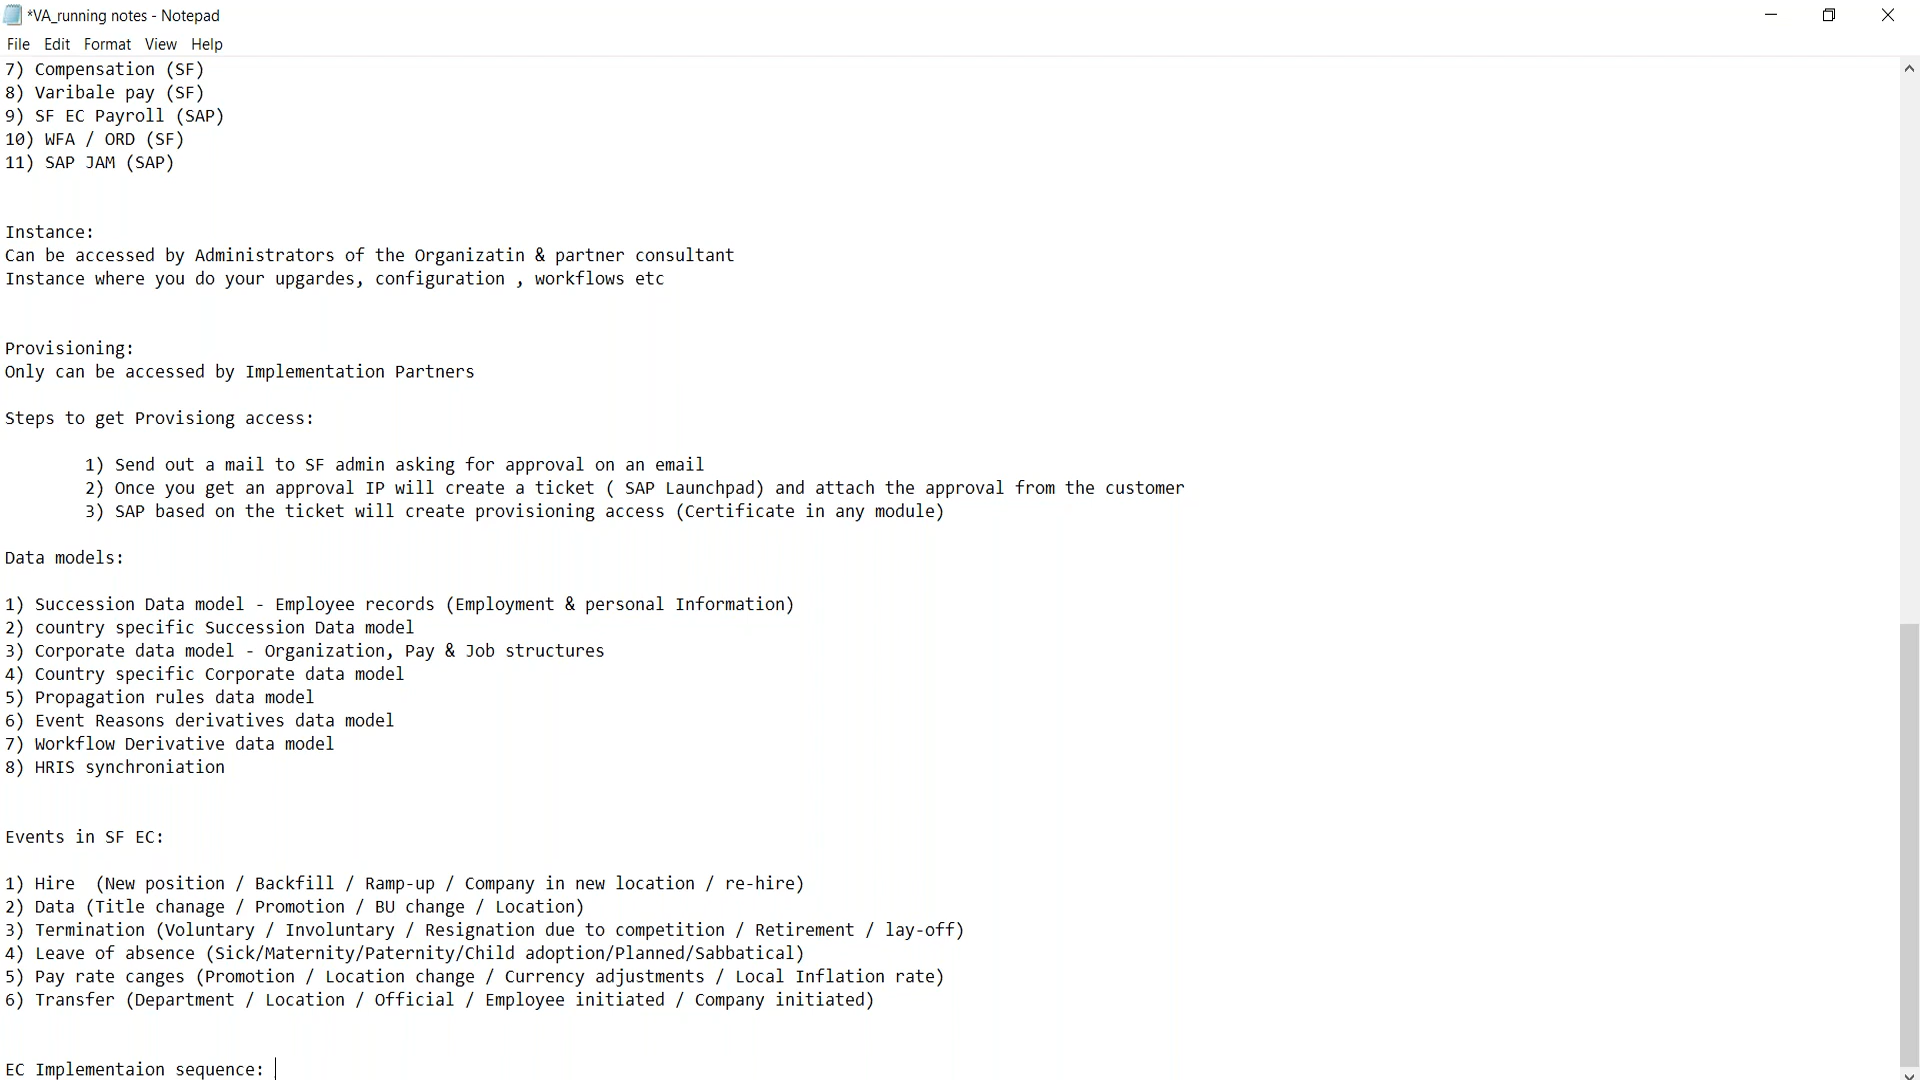 *VA_running notes - Notepad
File Edit Format View Help
7) Compensation (SF)
8) Varibale pay (SF)
9) SF EC Payroll (SAP)
10) WFA / ORD (SF)
11) SAP JAM (SAP)
Instance:
Can be accessed by Administrators of the Organizatin & partner consultant
Instance where you do your upgardes, configuration , workflows etc
Provisioning:
Only can be accessed by Implementation Partners
Steps to get Provisiong access:
1) Send out a mail to SF admin asking for approval on an email
2) Once you get an approval IP will create a ticket ( SAP Launchpad) and attach the approval from the customer
3) SAP based on the ticket will create provisioning access (Certificate in any module)
Data models:
1) Succession Data model - Employee records (Employment & personal Information)
2) country specific Succession Data model
3) Corporate data model - Organization, Pay & Job structures
4) Country specific Corporate data model
5) Propagation rules data model
6) Event Reasons derivatives data model
7) Workflow Derivative data model
8) HRIS synchroniation
Events in SF EC:
1) Hire  (New position / Backfill / Ramp-up / Company in new location / re-hire)
2) Data (Title chanage / Promotion / BU change / Location)
3) Termination (Voluntary / Involuntary / Resignation due to competition / Retirement / lay-off)
4) Leave of absence (Sick/Maternity/Paternity/Child adoption/Planned/Sabbatical)
5) Pay rate canges (Promotion / Location change / Currency adjustments / Local Inflation rate)
6) Transfer (Department / Location / Official / Employee initiated / Company initiated)
EC Implementaion sequence: